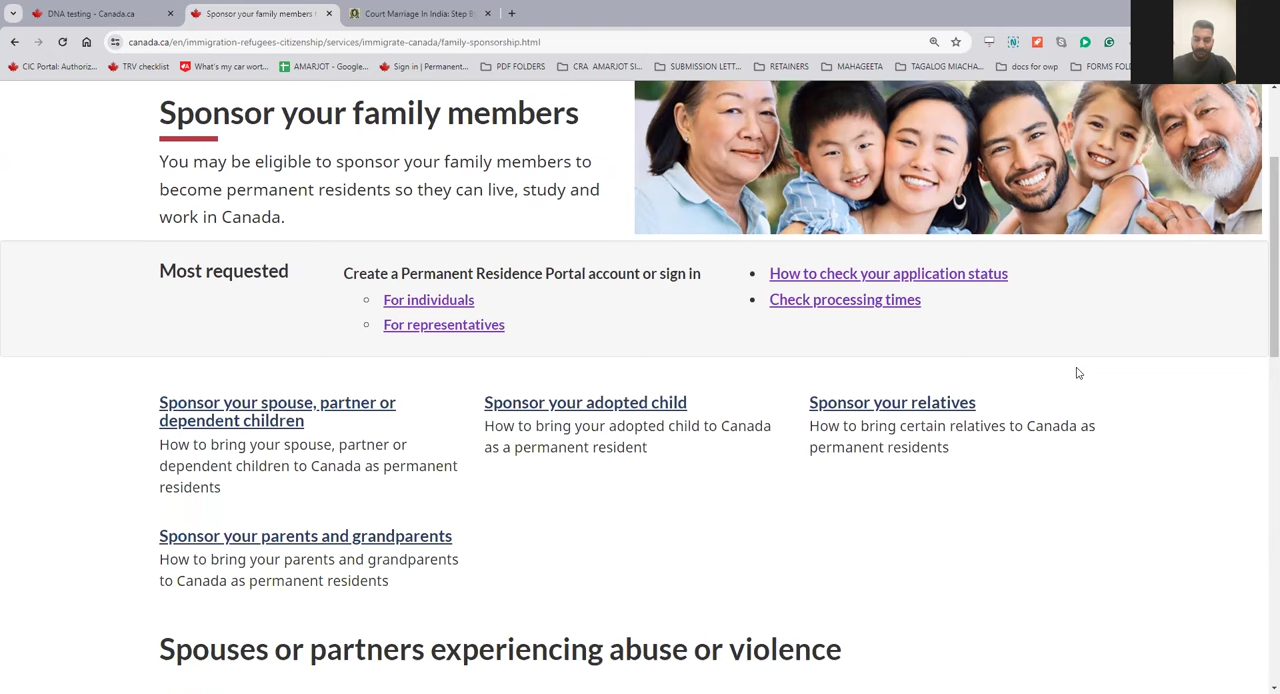 DNA testing - Canada.ca
Sponsor your family members
Court Marriage In India: Step B
canada.ca/en/immigration-refugees-citizenship/services/immigrate-canada/family-sponsorship.html
CIC Portal: Authoriz...
TRV checklist
What's my car wort...
AMARJOT - Google...
Sign in | Permanent...
PDF FOLDERS
CRA AMARJOT SI...
SUBMISSION LETT...
RETAINERS
MAHAGEETA
TAGALOG MIACHA...
docs for owp
FORMS FOLD
Sponsor your family members
You may be eligible to sponsor your family members to
become permanent residents so they can live, study and
work in Canada.
Most requested
Create a Permanent Residence Portal account or sign in
For individuals
For representatives
How to check your application status
Check processing times
Sponsor your spouse, partner or
dependent children
How to bring your spouse, partner or
dependent children to Canada as permanent
residents
Sponsor your adopted child
How to bring your adopted child to Canada
as a permanent resident
Sponsor your relatives
How to bring certain relatives to Canada as
permanent residents
Sponsor your parents and grandparents
How to bring your parents and grandparents
to Canada as permanent residents
Spouses or partners experiencing abuse or violence